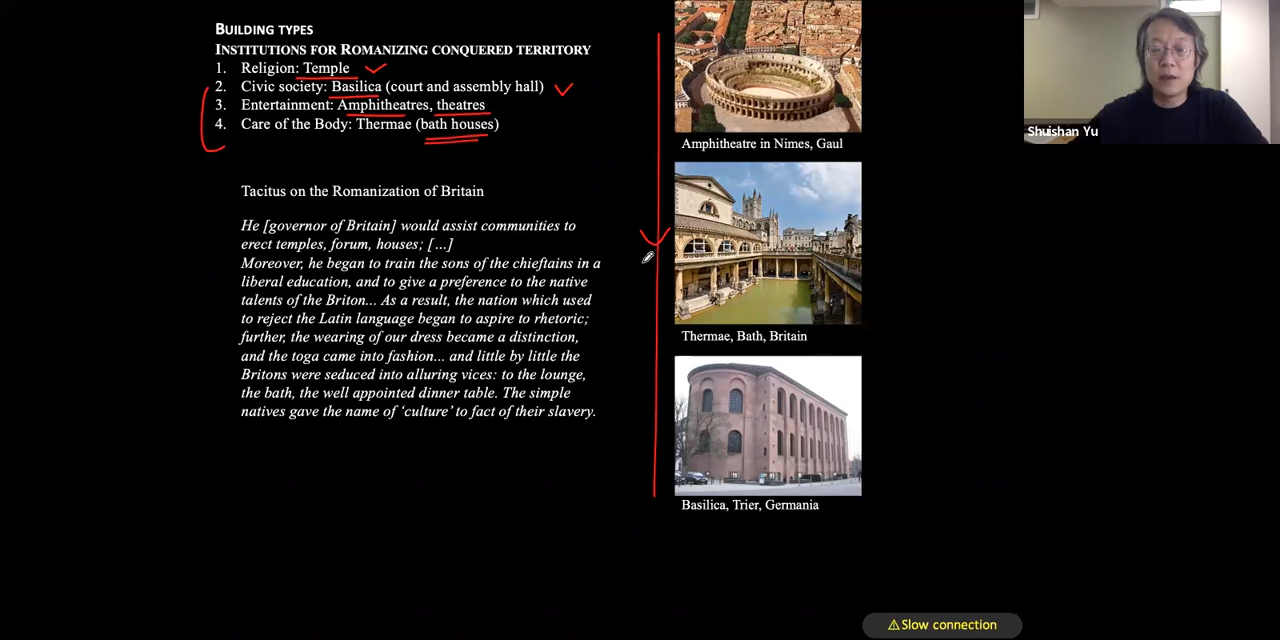 BUILDING TYPES
INSTITUTIONS FOR ROMANIZING CONQUERED TERRITORY
1. Religion: Temple
2. Civic society: Basilica (court and assembly hall)
3. Entertainment: Amphitheatres, theatres
4. Care of the Body: Thermae (bath houses)
Tacitus on the Romanization of Britain
He [governor of Britain] would assist communities to
erect temples, forum, houses; […]
Moreover, he began to train the sons of the chieftains in a
liberal education, and to give a preference to the native
talents of the Briton... As a result, the nation which used
to reject the Latin language began to aspire to rhetoric;
further, the wearing of our dress became a distinction,
and the toga came into fashion... and little by little the
Britons were seduced into alluring vices: to the lounge,
the bath, the well appointed dinner table. The simple
natives gave the name of ‘culture’ to fact of their slavery.
Amphitheatre in Nimes, Gaul
Thermae, Bath, Britain
Basilica, Trier, Germania
Shuishan Yu
Slow connection